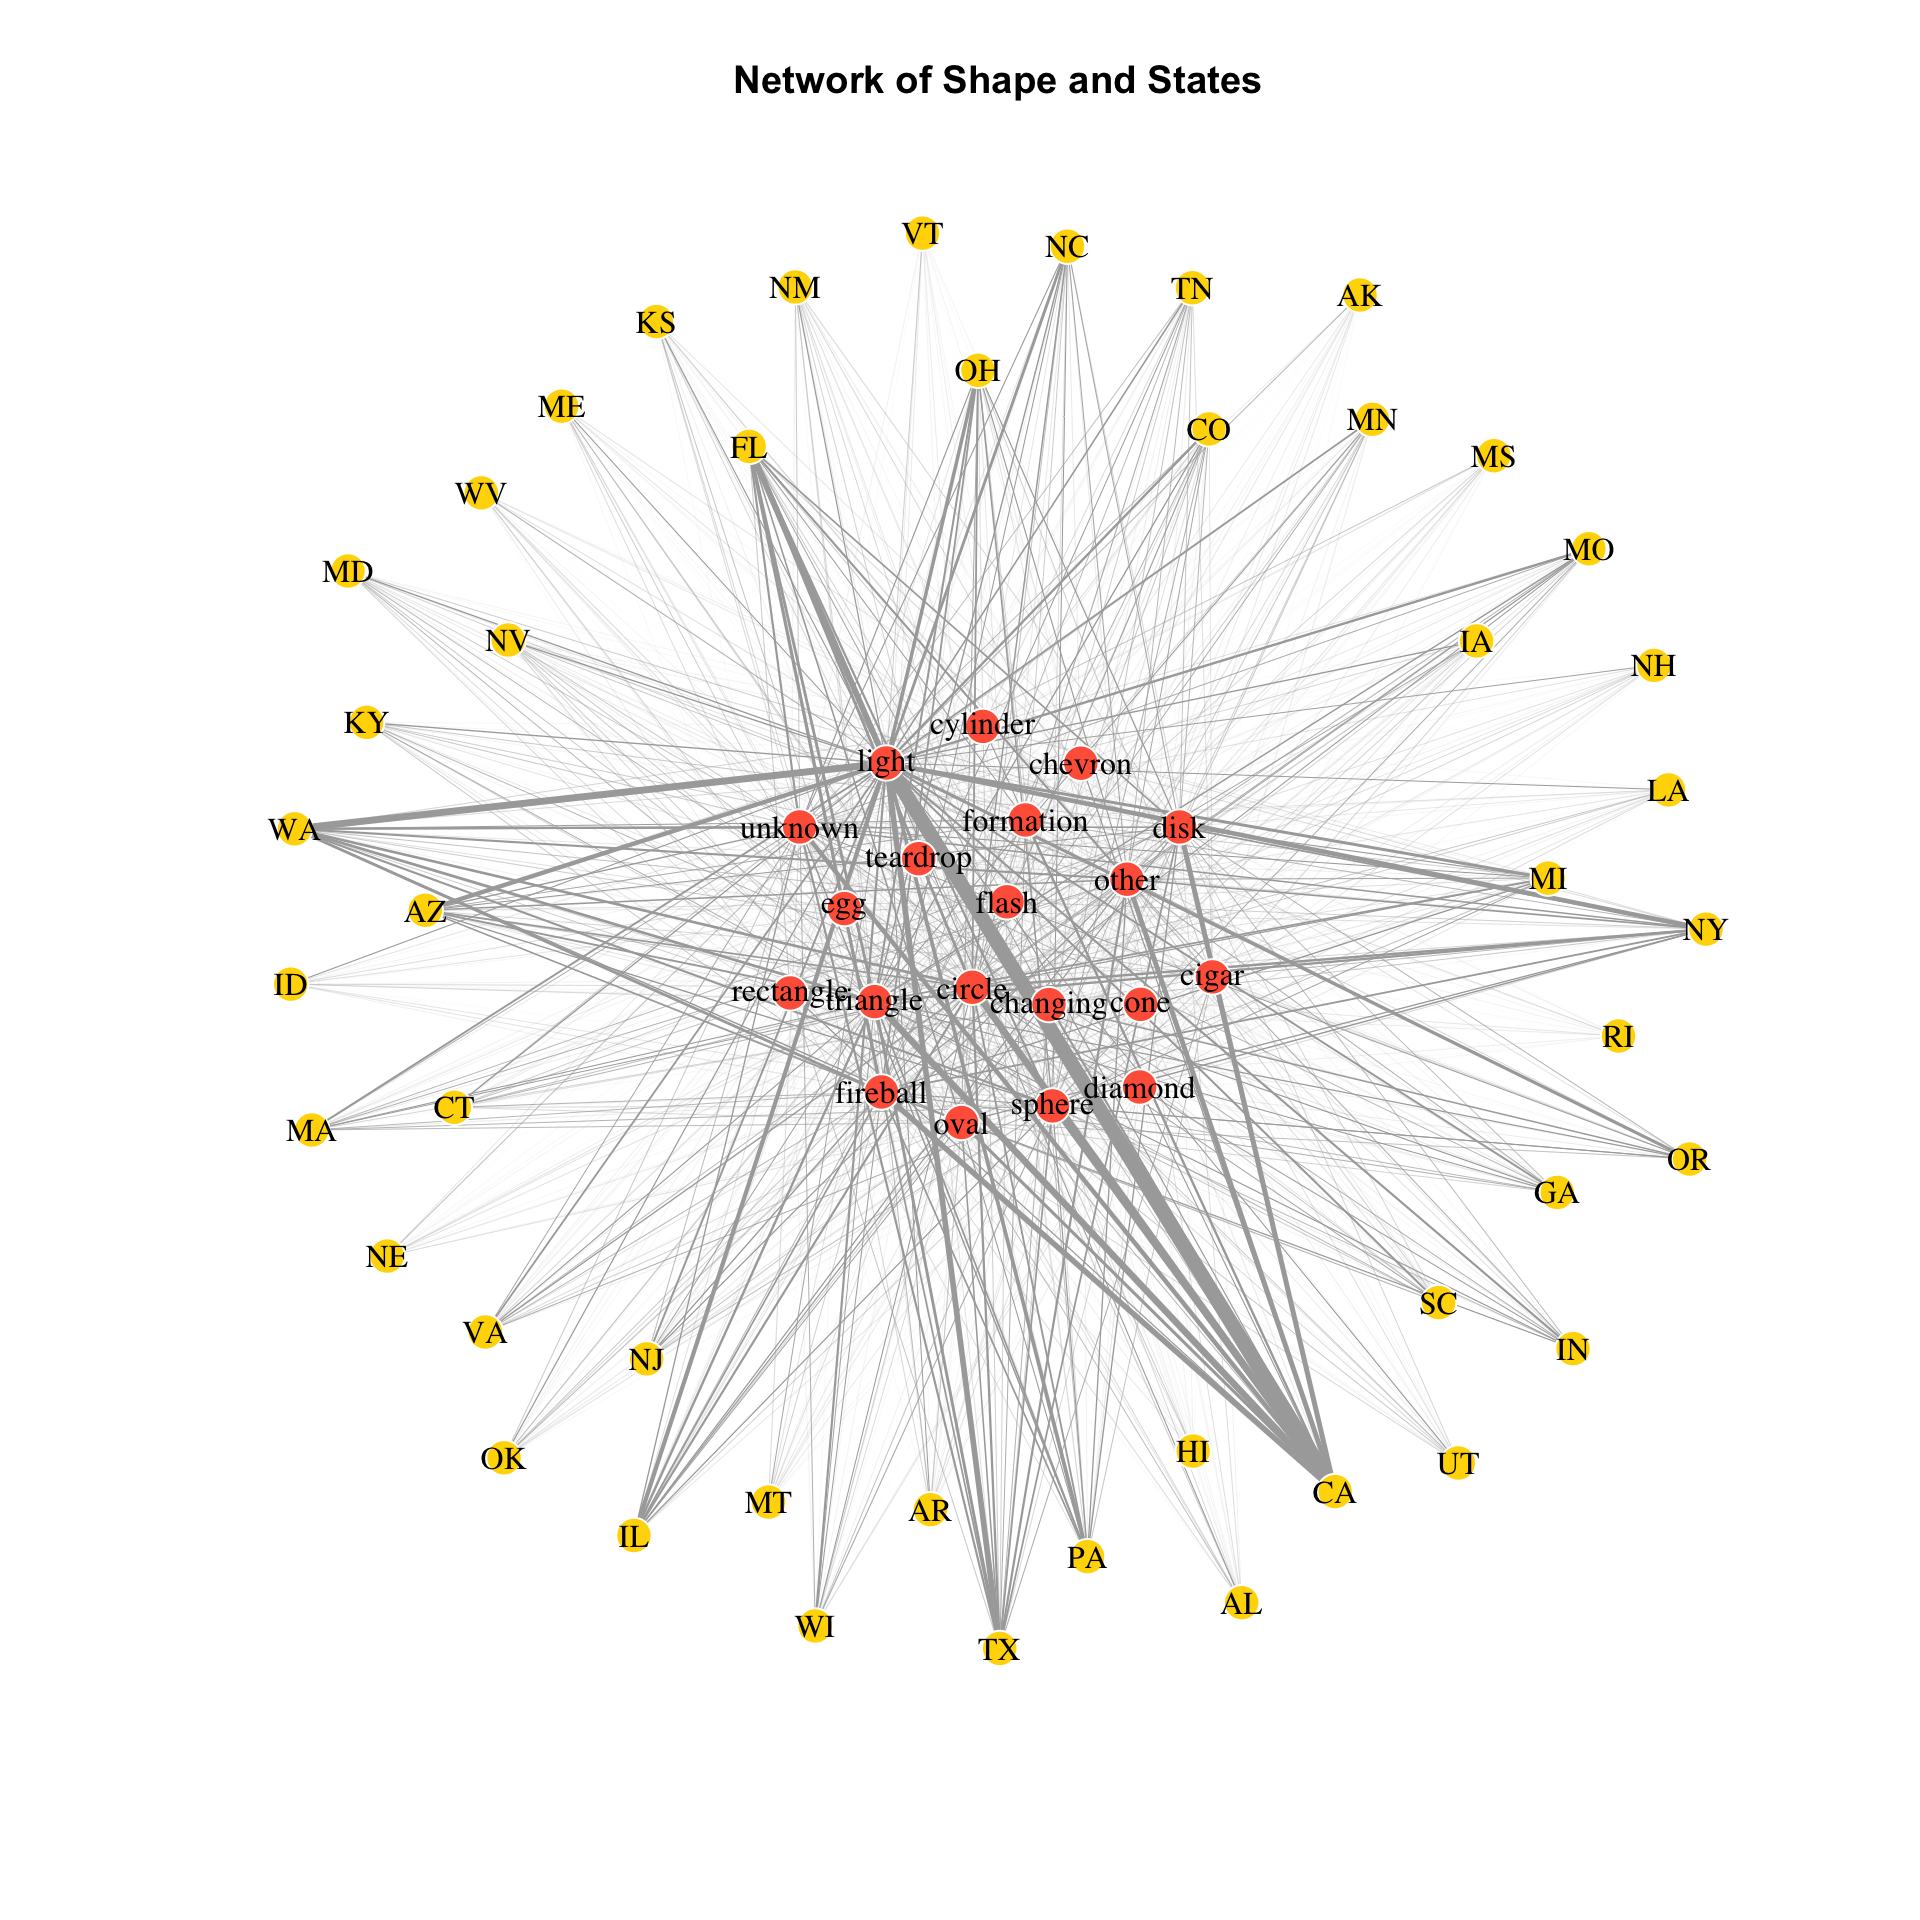 Network of Shape and States
VT
NC
NM
TN
AK
KS
OH
ME
CO
MN
FL
MS
WV
MO
MD
NV
IA
NH
KY
cylinder
light
chevron
LA
WA
unknown
formation
disk
teardrop
other
MI
AZ
egg
flash
NY
ID
rectangle
triangle
circle
changing
cone
cigar
RI
fireball
oval
sphere
diamond
MA
CT
OR
GA
NE
VA
NJ
SC
IN
OK
HI
UT
MT
AR
CA
IL
PA
WI
TX
AL